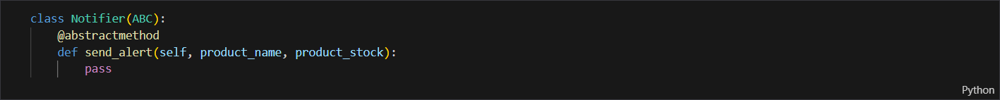 class Notifier(ABC):
    @abstractmethod
    def send_alert(self, product_name, product_stock):
        pass
Python